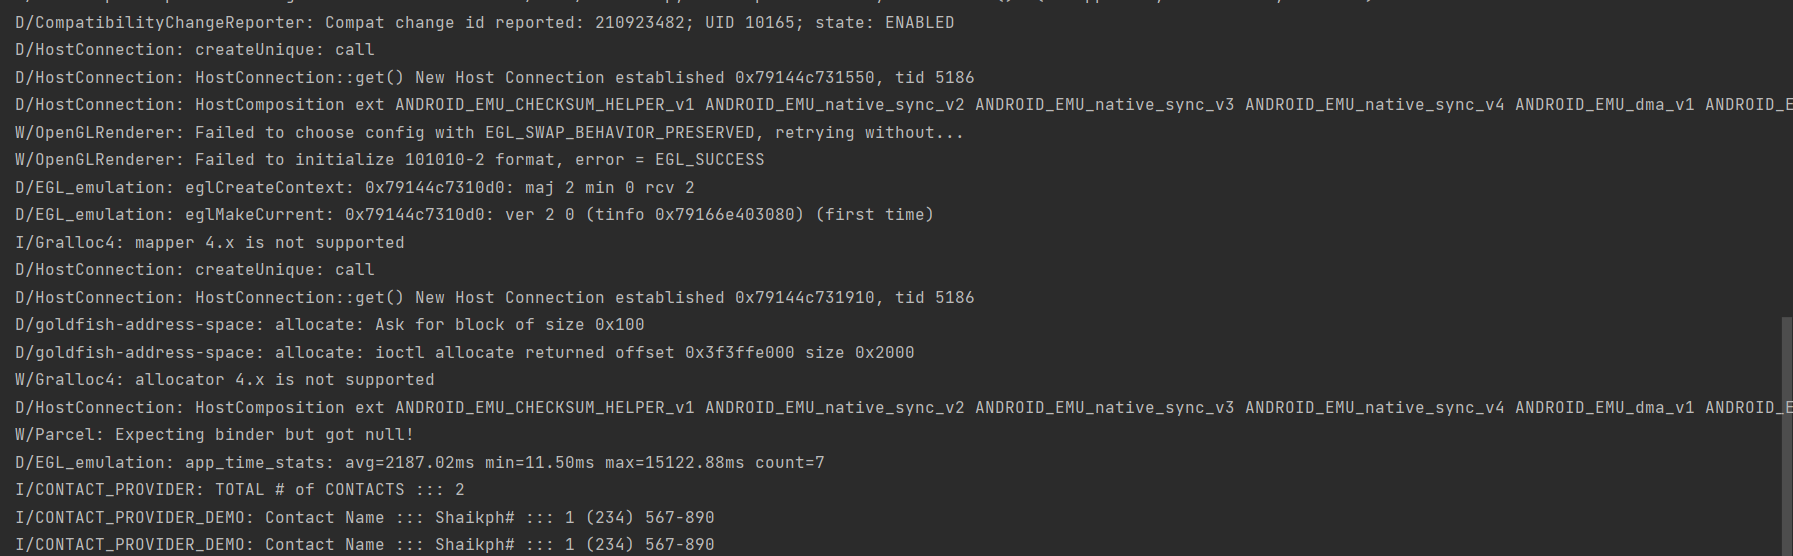 D/CompatibilityChangeReporter: Compat change id reported: 210923482; UID 10165; state: ENABLED
D/HostConnection: createUnique: call
D/HostConnection: HostConnection::get() New Host Connection established 0x79144c731550, tid 5186
D/HostConnection: HostComposition ext ANDROID_EMU_CHECKSUM_HELPER_v1 ANDROID_EMU_native_sync_v2 ANDROID_EMU_native_sync_v3 ANDROID_EMU_native_sync_v4 ANDROID_EMU_dma_v1 ANDROID_E
W/OpenGLRenderer: Failed to choose config with EGL_SWAP_BEHAVIOR_PRESERVED, retrying without...
W/OpenGLRenderer: Failed to initialize 101010-2 format, error = EGL_SUCCESS
D/EGL_emulation: eglCreateContext: 0x79144c7310d0: maj 2 min 0 rcv 2
D/EGL_emulation: eglMakeCurrent: 0x79144c7310d0: ver 2 0 (tinfo 0x79166e403080) (first time)
I/Gralloc4: mapper 4.x is not supported
D/HostConnection: createUnique: call
D/HostConnection: HostConnection::get() New Host Connection established 0x79144c731910, tid 5186
D/goldfish-address-space: allocate: Ask for block of size 0x100
D/goldfish-address-space: allocate: ioctl allocate returned offset 0x3f3ffe000 size 0x2000
W/Gralloc4: allocator 4.x is not supported
D/HostConnection: HostComposition ext ANDROID_EMU_CHECKSUM_HELPER_v1 ANDROID_EMU_native_sync_v2 ANDROID_EMU_native_sync_v3 ANDROID_EMU_native_sync_v4 ANDROID_EMU_dma_v1 ANDROID_E
W/Parcel: Expecting binder but got null!
D/EGL_emulation: app_time_stats: avg=2187.02ms min=11.50ms max=15122.88ms count=7
I/CONTACT_PROVIDER: TOTAL # of CONTACTS ::: 2
I/CONTACT_PROVIDER_DEMO: Contact Name ::: Shaikph# ::: 1 (234) 567-890
I/CONTACT_PROVIDER_DEMO: Contact Name ::: Shaikph# ::: 1 (234) 567-890